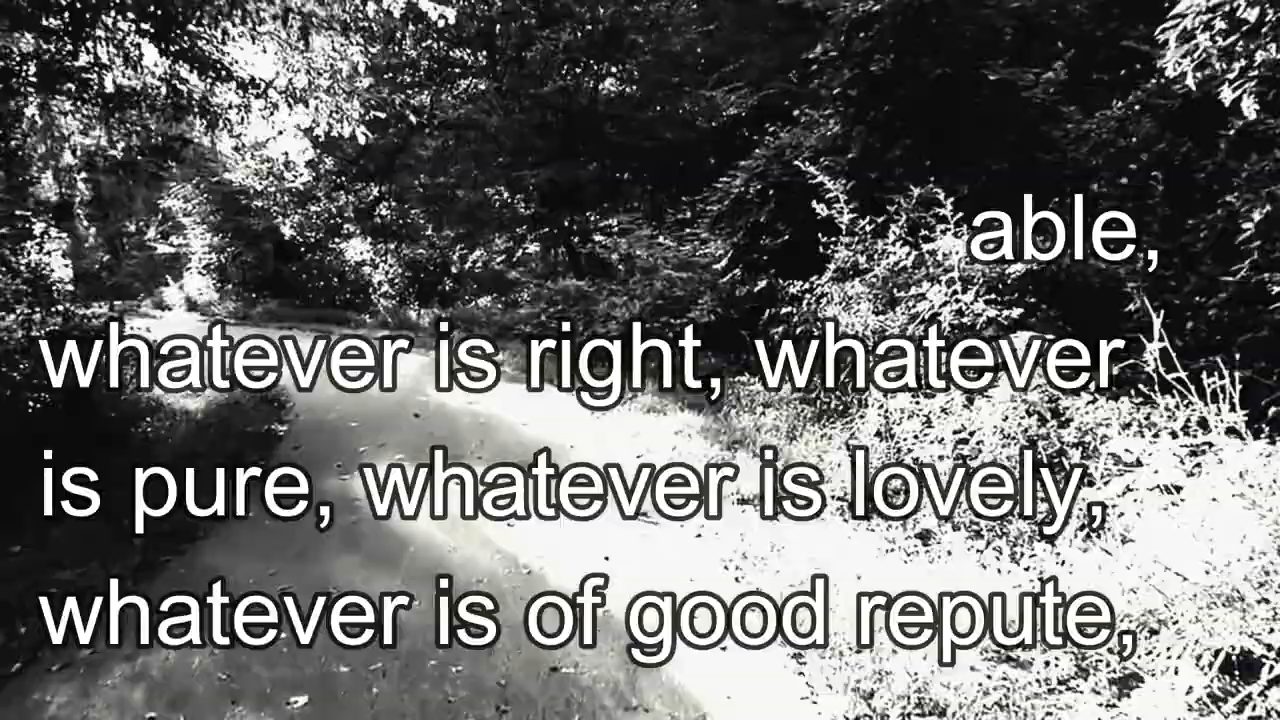 able,
whatever is right, whatever
is pure, whatever is lovely,
whatever is of good repute,